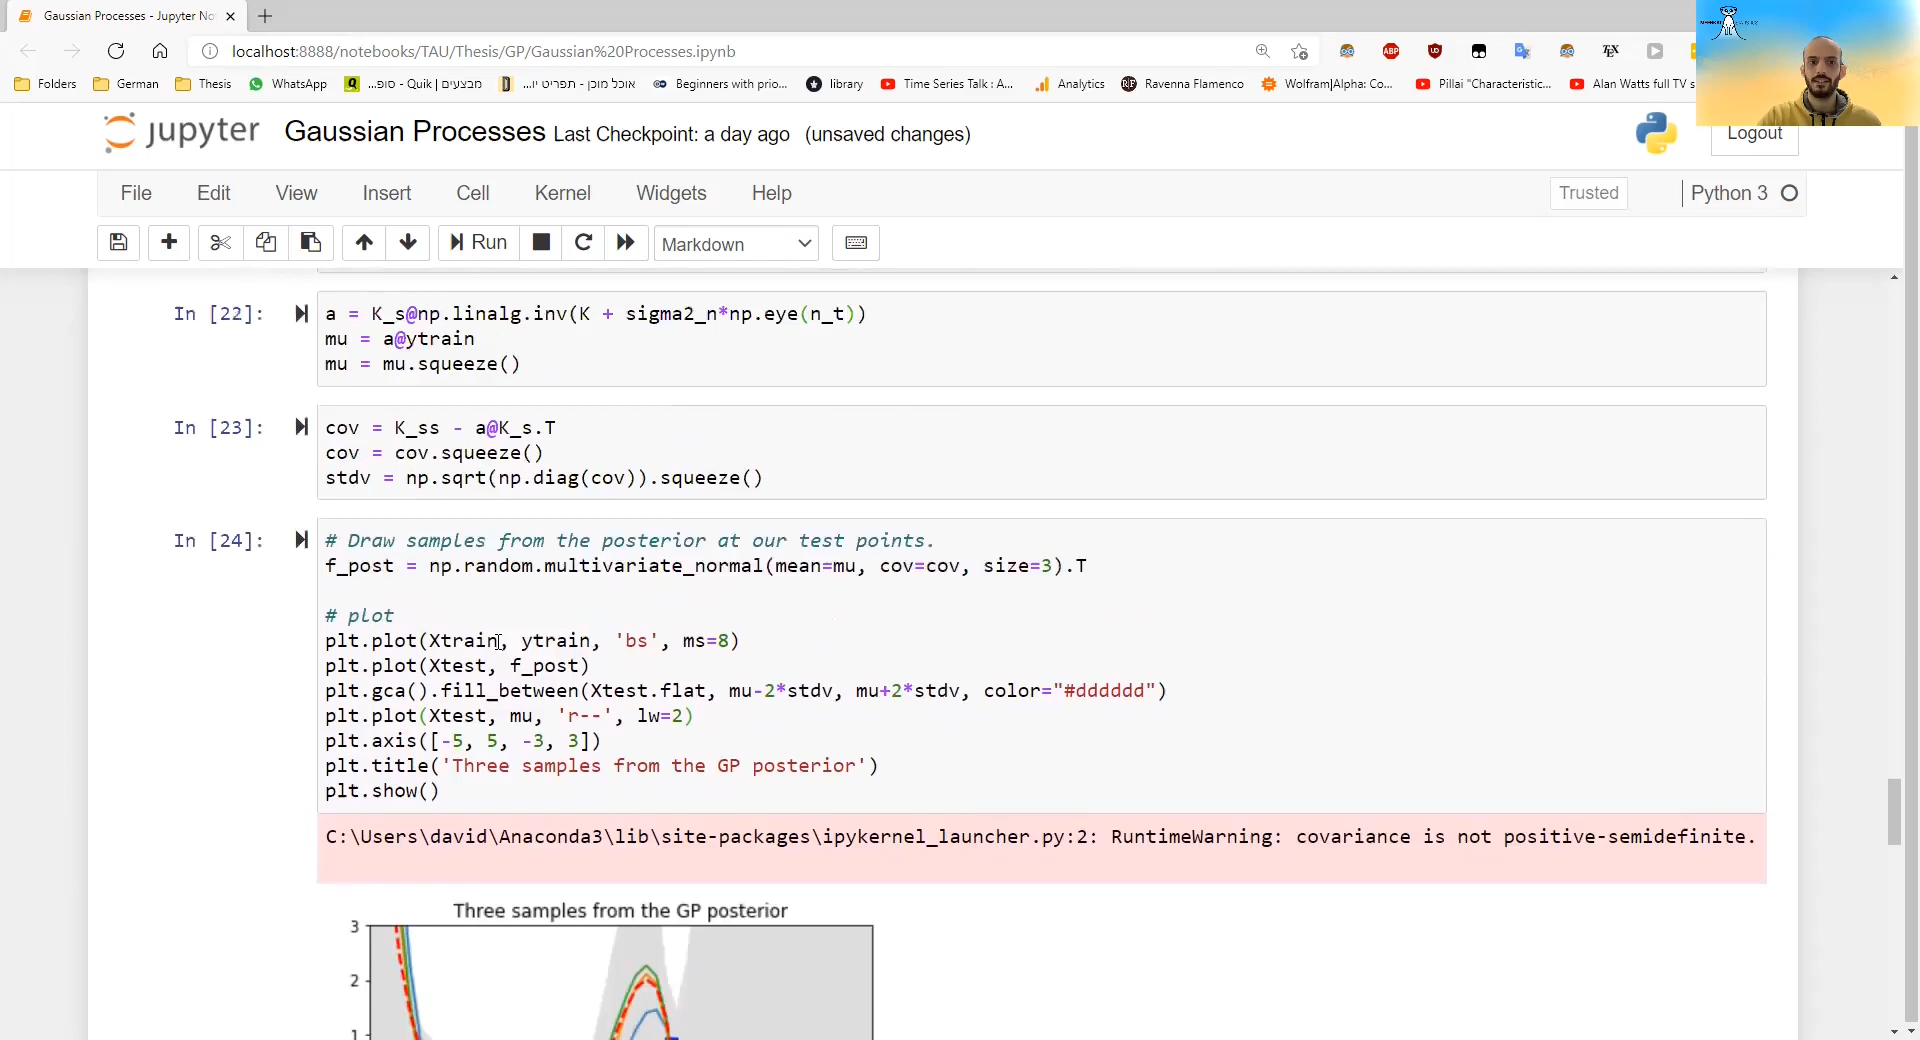 Gaussian Processes - Jupyter No
localhost:8888/notebooks/TAU/Thesis/GP/Gaussian%20Processes.ipynb
ABP
TEX
Folders German Thesis WhatsApp מבצעים | Quik - סופ... אוכל מוכן - תפריט יו... Beginners with prio... library Time Series Talk : A... Analytics Ravenna Flamenco Wolfram|Alpha: Co... Pillai "Characteristic... Alan Watts full TV s
jupyter Gaussian Processes Last Checkpoint: a day ago (unsaved changes)
Logout
File Edit View Insert Cell Kernel Widgets Help
Trusted
Python 3
Run
Markdown
In [22]:
a = K_s@np.linalg.inv(K + sigma2_n*np.eye(n_t))
mu = a@ytrain
mu = mu.squeeze()
In [23]:
cov = K_ss - a@K_s.T
cov = cov.squeeze()
stdv = np.sqrt(np.diag(cov)).squeeze()
In [24]:
# Draw samples from the posterior at our test points.
f_post = np.random.multivariate_normal(mean=mu, cov=cov, size=3).T
# plot
plt.plot(Xtrain, ytrain, 'bs', ms=8)
plt.plot(Xtest, f_post)
plt.gca().fill_between(Xtest.flat, mu-2*stdv, mu+2*stdv, color="#dddddd")
plt.plot(Xtest, mu, 'r--', lw=2)
plt.axis([-5, 5, -3, 3])
plt.title('Three samples from the GP posterior')
plt.show()
C:\Users\david\Anaconda3\lib\site-packages\ipykernel_launcher.py:2: RuntimeWarning: covariance is not positive-semidefinite.
Three samples from the GP posterior
3
2
1